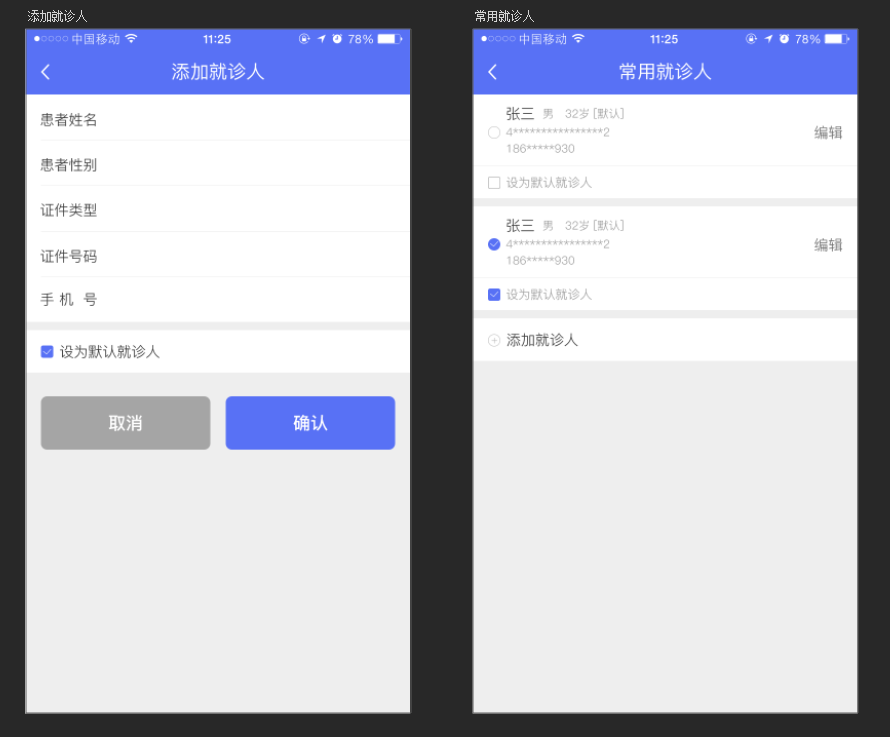 添加就诊人
中国移动 11:25 78%
添加就诊人
患者姓名
患者性别
证件类型
证件号码
手 机 号
设为默认就诊人
取消 确认
常用就诊人
中国移动 11:25 78%
常用就诊人
张三 男 32岁 [默认]
4****************2
编辑
186*****930
设为默认就诊人
张三 男 32岁 [默认]
4****************2
编辑
186*****930
设为默认就诊人
添加就诊人